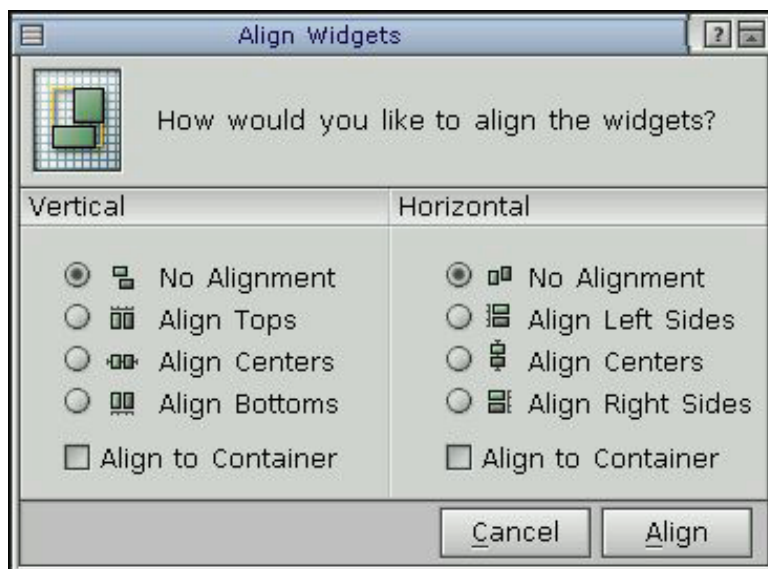 Align Widgets
?
How would you like to align the widgets?
Vertical
No Alignment
Align Tops
Align Centers
Align Bottoms
Align to Container
Horizontal
No Alignment
Align Left Sides
Align Centers
Align Right Sides
Align to Container
Cancel
Align